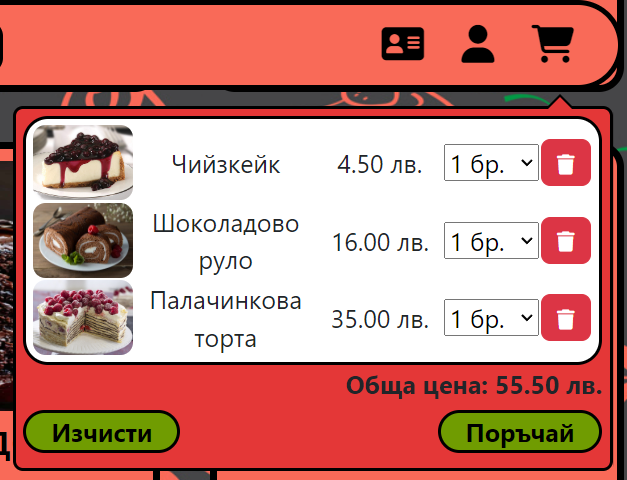 Чийзкейк 4.50 лв. 1 бр.
Шоколадово
руло
16.00 лв. 1 бр.
Палачинкова
торта
35.00 лв. 1 бр.
Обща цена: 55.50 лв.
Изчисти Поръчай